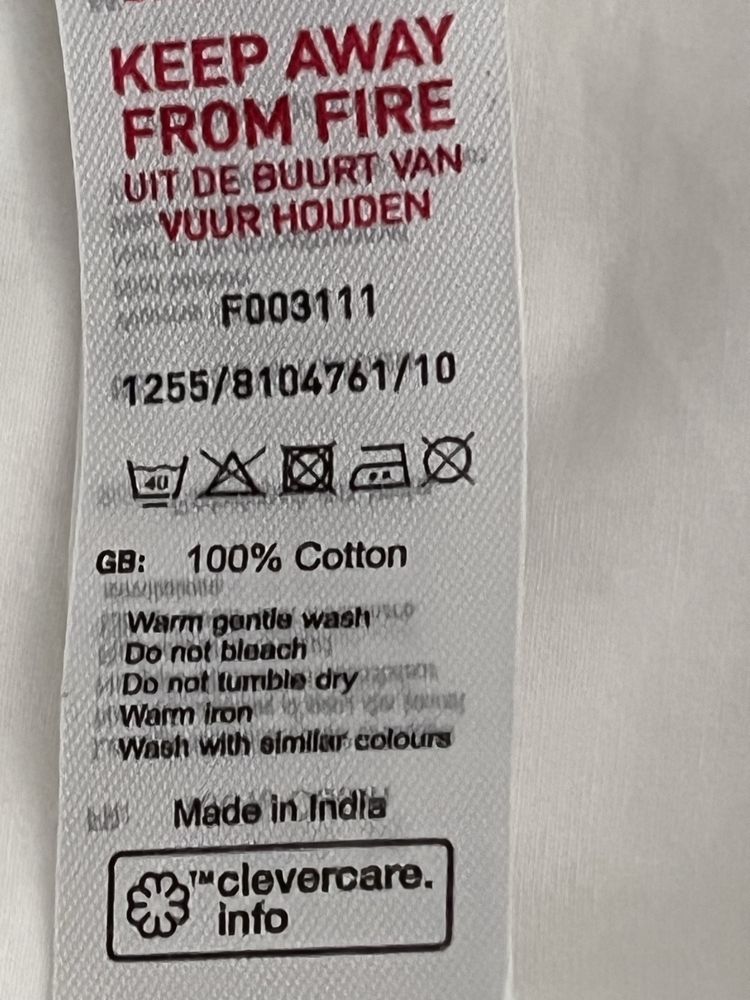 KEEP AWAY
FROM FIRE
UIT DE BUURT VAN
VUUR HOUDEN
F003111
1255/8104761/10
40
GB: 100% Cotton
Warm gentle wash
Do not bleach
Do not tumble dry
Warm iron
Wash with similar colours
Made in India
™clevercare.
info